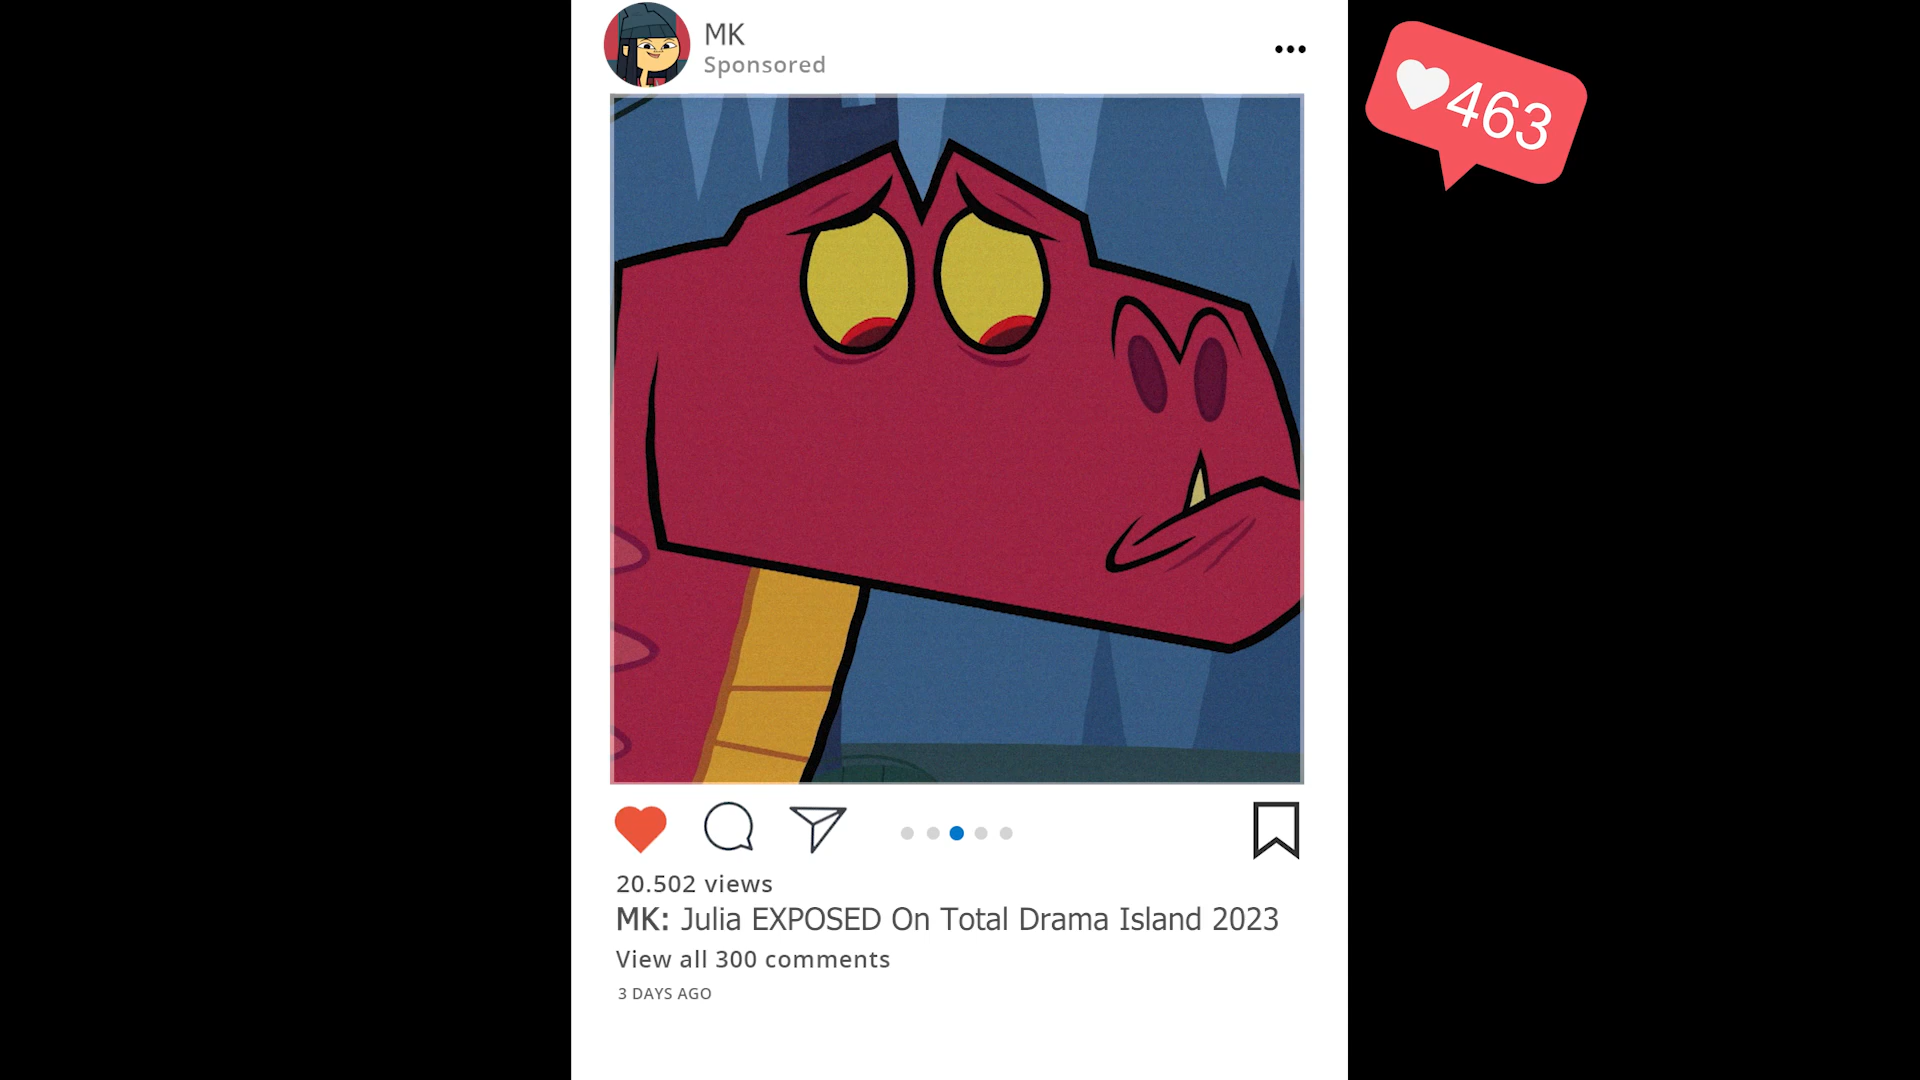 MK
Sponsored
463
20.502 views
MK: Julia EXPOSED On Total Drama Island 2023
View all 300 comments
3 DAYS AGO